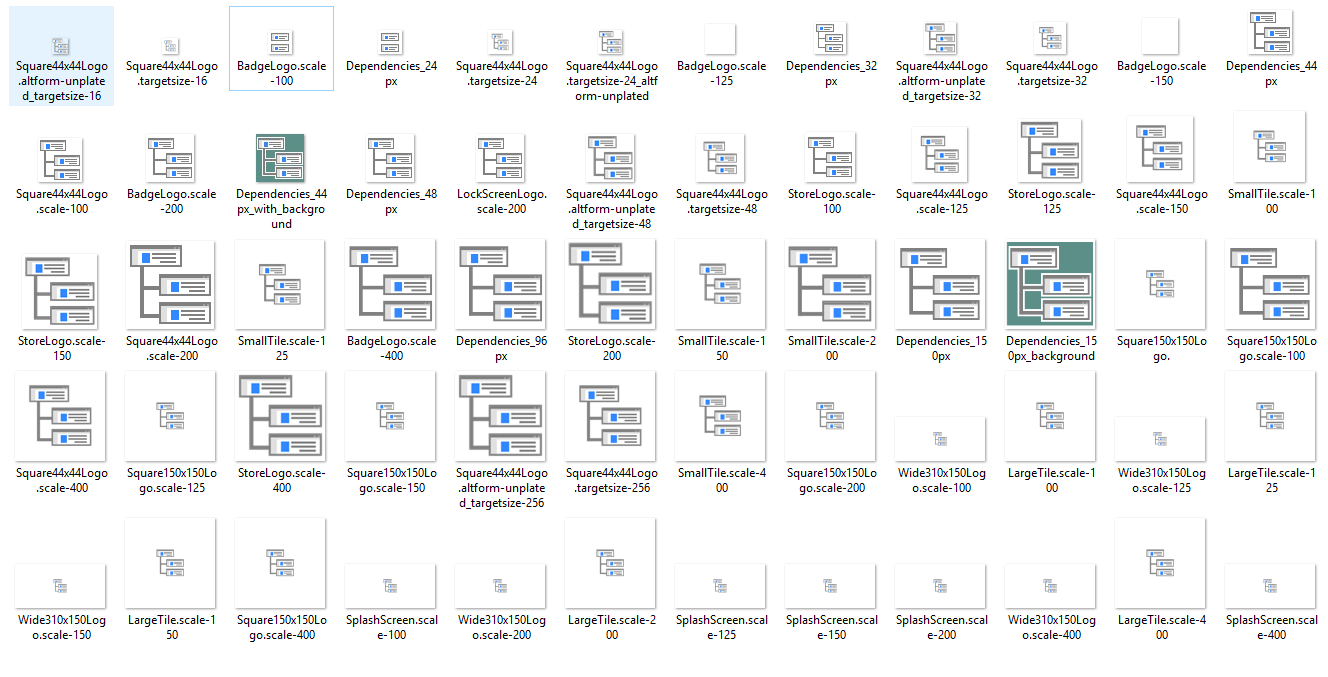 Square44x44Logo.altform-unplated_targetsize-16
Square44x44Logo.targetsize-16
BadgeLogo.scale-100
Dependencies_24px
Square44x44Logo.targetsize-24
Square44x44Logo.targetsize-24_altform-unplated
BadgeLogo.scale-125
Dependencies_32px
Square44x44Logo.altform-unplated_targetsize-32
Square44x44Logo.targetsize-32
BadgeLogo.scale-150
Dependencies_44px
Square44x44Logo.scale-100
BadgeLogo.scale-200
Dependencies_44px_with_background
Dependencies_48px
LockScreenLogo.scale-200
Square44x44Logo.altform-unplated_targetsize-48
Square44x44Logo.targetsize-48
StoreLogo.scale-100
Square44x44Logo.scale-125
StoreLogo.scale-125
Square44x44Logo.scale-150
SmallTile.scale-100
StoreLogo.scale-150
Square44x44Logo.scale-200
SmallTile.scale-125
BadgeLogo.scale-400
Dependencies_96px
StoreLogo.scale-200
SmallTile.scale-150
SmallTile.scale-200
Dependencies_150px
Dependencies_150px_background
Square150x150Logo.
Square150x150Logo.scale-100
Square44x44Logo.scale-400
Square150x150Logo.scale-125
StoreLogo.scale-400
Square150x150Logo.scale-150
Square44x44Logo.altform-unplated_targetsize-256
Square44x44Logo.targetsize-256
SmallTile.scale-400
Square150x150Logo.scale-200
Wide310x150Logo.scale-100
LargeTile.scale-100
Wide310x150Logo.scale-125
LargeTile.scale-125
Wide310x150Logo.scale-150
LargeTile.scale-150
Square150x150Logo.scale-400
SplashScreen.scale-100
Wide310x150Logo.scale-200
LargeTile.scale-200
SplashScreen.scale-125
SplashScreen.scale-150
SplashScreen.scale-200
Wide310x150Logo.scale-400
LargeTile.scale-400
SplashScreen.scale-400